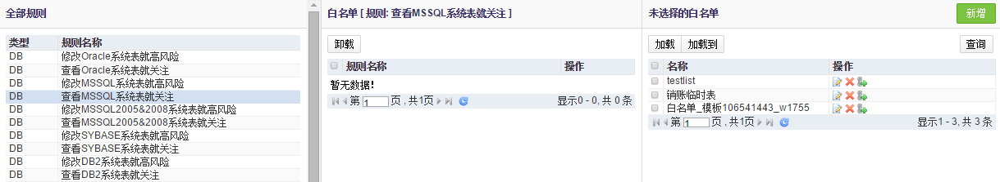 全部规则
类型 规则名称
DB 修改Oracle系统表就高风险
DB 查看Oracle系统表就关注
DB 修改MSSQL系统表就高风险
DB 查看MSSQL系统表就关注
DB 修改MSSQL2005&2008系统表就高风险
DB 查看MSSQL2005&2008系统表就关注
DB 修改SYBASE系统表就高风险
DB 查看SYBASE系统表就关注
DB 修改DB2系统表就高风险
DB 查看DB2系统表就关注
白名单 [ 规则: 查看MSSQL系统表就关注 ]
卸载
规则名称 操作
暂无数据!
第 1 页 , 共1页 显示0 - 0, 共 0 条
未选择的白名单 新增
加载 加载到 查询
名称 操作
testlist
销账临时表
白名单_模板106541443_w1755
第 1 页 , 共1页 显示1 - 3, 共 3 条